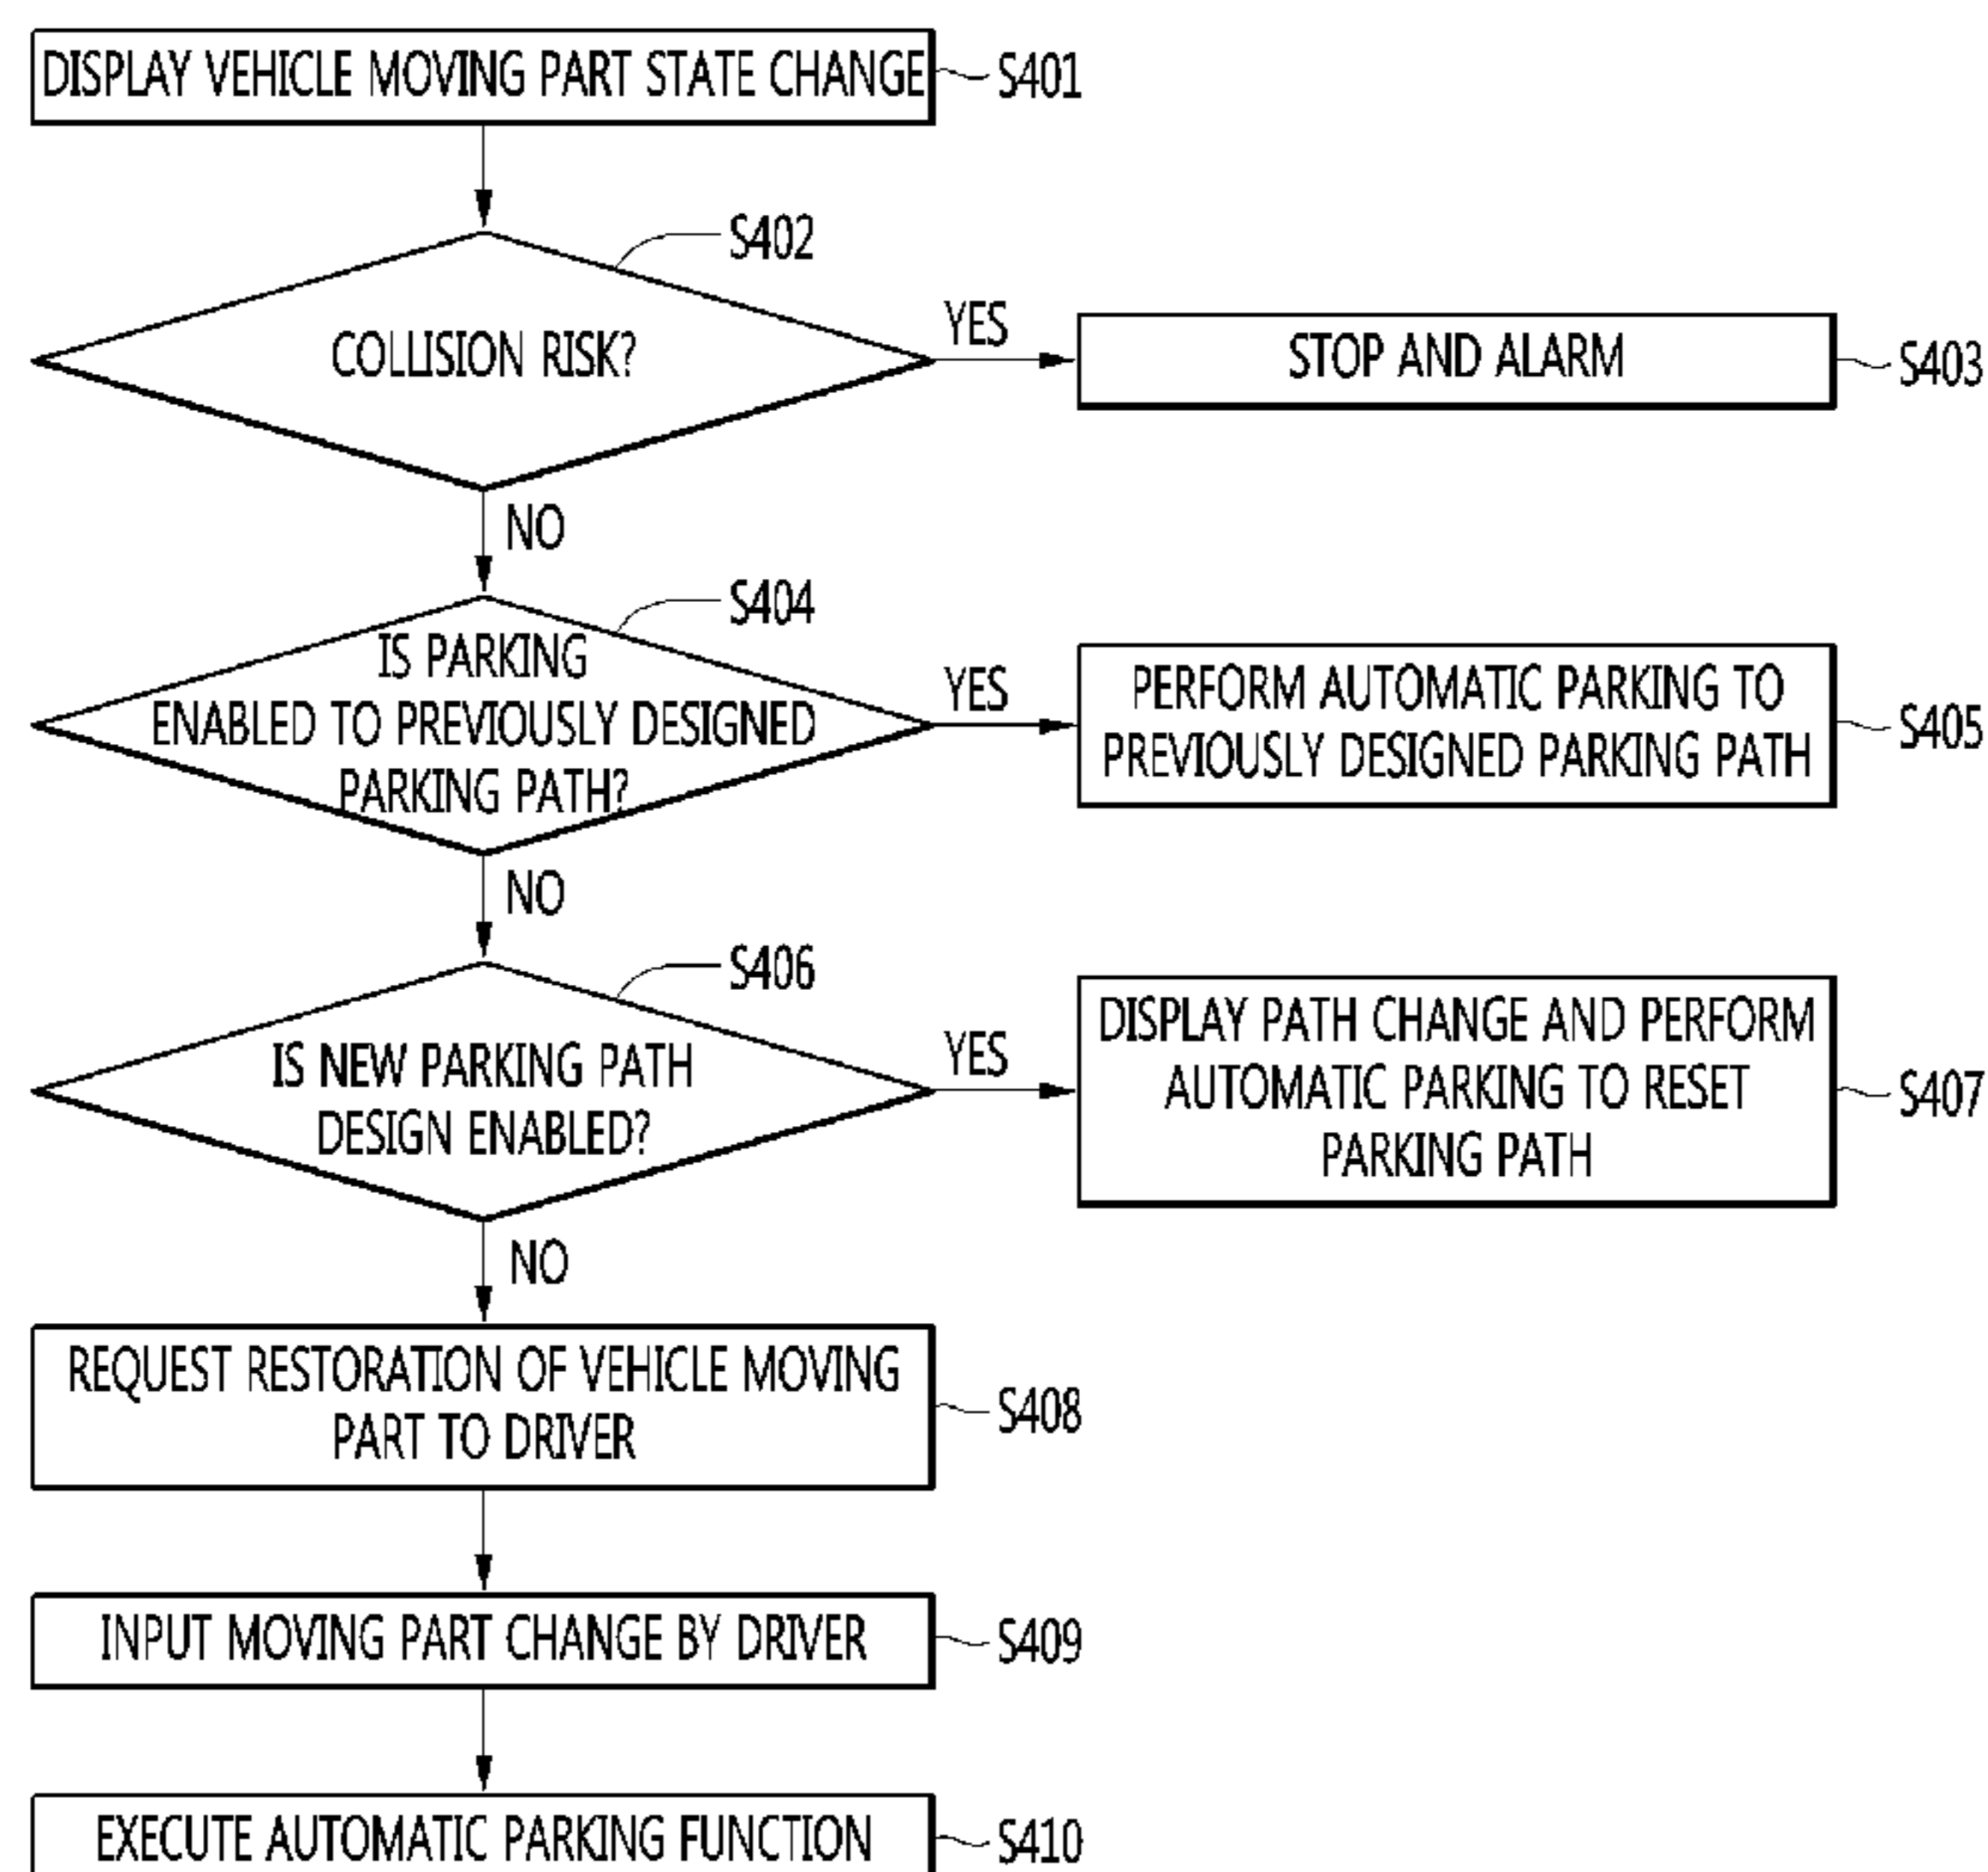 DISPLAY VEHICLE MOVING PART STATE CHANGE
S401
S402
COLLISION RISK?
YES
STOP AND ALARM
S403
NO
S404
IS PARKING
ENABLED TO PREVIOUSLY DESIGNED
PARKING PATH?
YES
PERFORM AUTOMATIC PARKING TO
PREVIOUSLY DESIGNED PARKING PATH
S405
NO
S406
IS NEW PARKING PATH
DESIGN ENABLED?
YES
DISPLAY PATH CHANGE AND PERFORM
AUTOMATIC PARKING TO RESET
PARKING PATH
S407
NO
REQUEST RESTORATION OF VEHICLE MOVING
PART TO DRIVER
S408
INPUT MOVING PART CHANGE BY DRIVER
S409
EXECUTE AUTOMATIC PARKING FUNCTION
S410